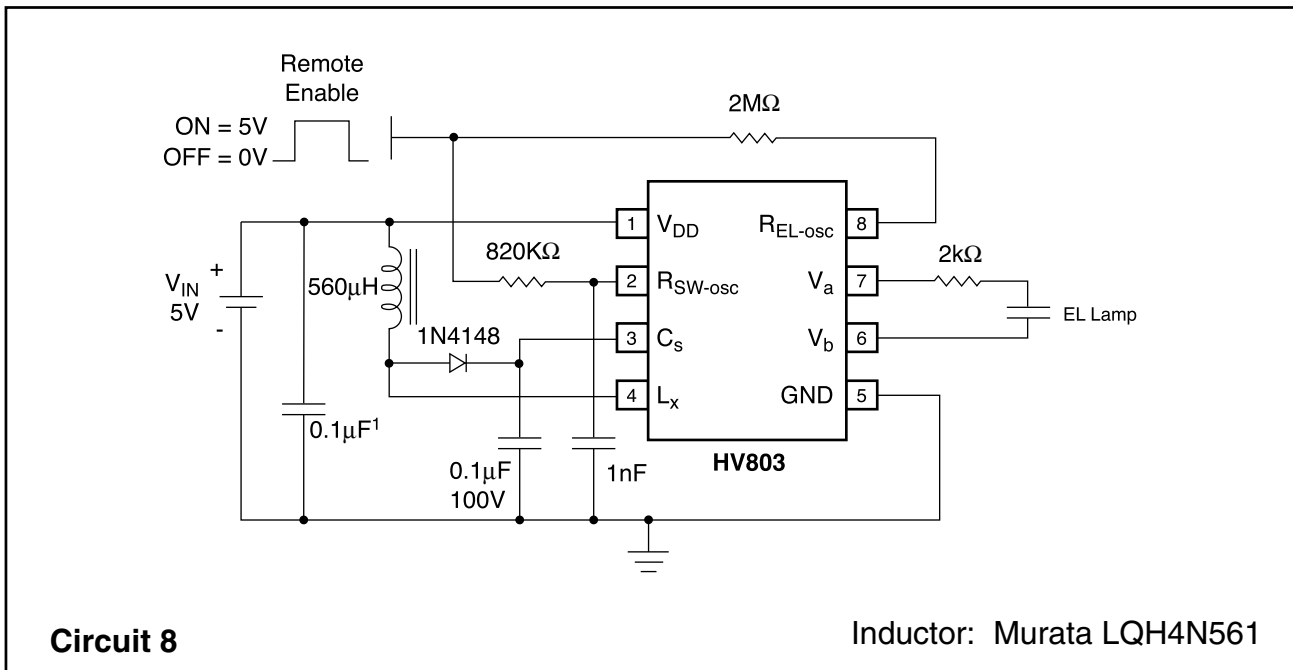 Remote
Enable
ON = 5V
OFF = 0V
2MΩ
1
VDD
REL-osc
8
820KΩ
2kΩ
VIN
5V
+
-
560µH
2
RSW-osc
Va
7
EL Lamp
1N4148
3
Cs
Vb
6
4
Lx
GND
5
0.1µF¹
HV803
0.1µF
100V
1nF
Circuit 8
Inductor: Murata LQH4N561